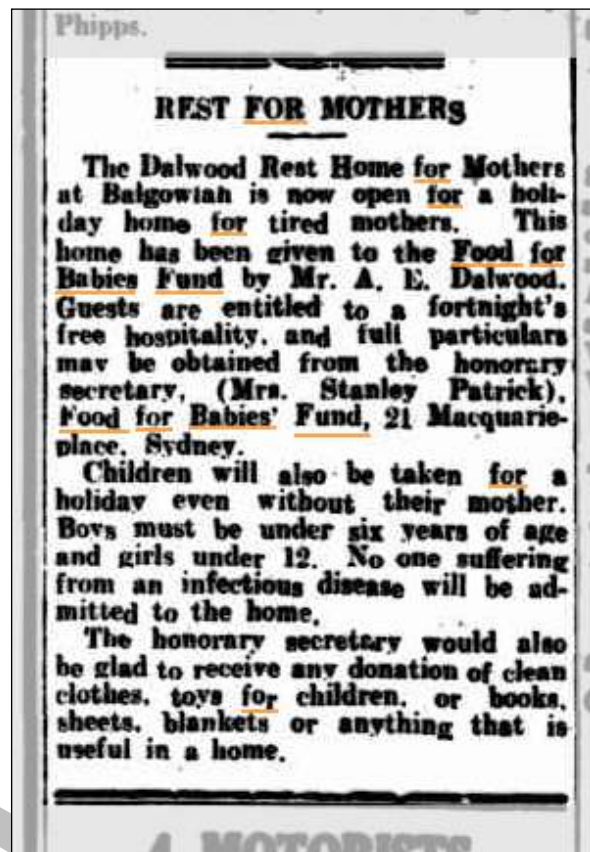 Phipps.
REST FOR MOTHERS
The Dalwood Rest Home for Mothers
at Balgowlah is now open for a holi-
day home for tired mothers. This
home has been given to the Food for
Babies Fund by Mr. A. E. Dalwood.
Guests are entitled to a fortnight's
free hospitality, and full particulars
may be obtained from the honorary
secretary, (Mrs. Stanley Patrick),
Food for Babies' Fund, 21 Macquarie-
place, Sydney.
Children will also be taken for a
holiday even without their mother.
Boys must be under six years of age
and girls under 12. No one suffering
from an infectious disease will be ad-
mitted to the home.
The honorary secretary would also
be glad to receive any donation of clean
clothes, toys for children, or books,
sheets, blankets or anything that is
useful in a home.
MOTORISTS